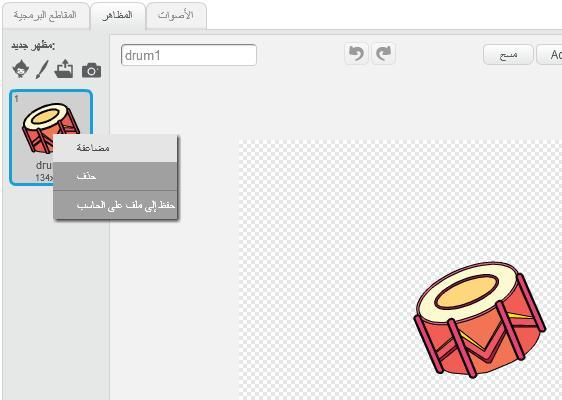 المقاطع البرمجية
المظاهر
الأصوات
مظهر جديد:
drum1
مسح
1
مضاعفة
حذف
حفظ إلى ملف على الحاسب